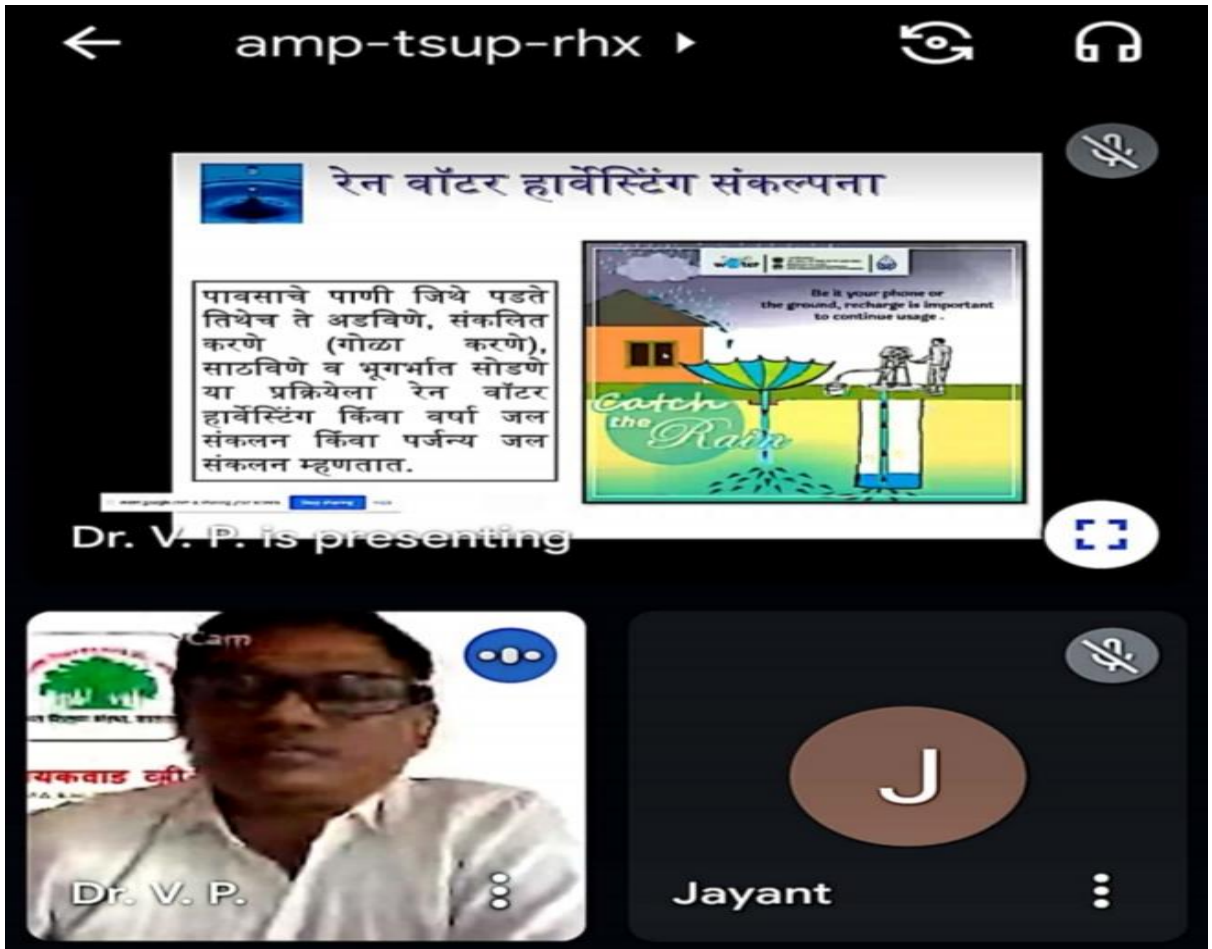 amp-tsup-rhx
रेन वॉटर हार्वेस्टिंग संकल्पना
पावसाचे पाणी जिथे पडते
तिथेच ते अडविणे, संकलित
करणे (गोळा करणे),
साठविणे व भूगर्भात सोडणे
या प्रक्रियेला रेन वॉटर
हार्वेस्टिंग किंवा वर्षा जल
संकलन किंवा पर्जन्य जल
संकलन म्हणतात.
Be it your phone or
the ground, recharge is important
to continue usage.
Catch
the Rain
Stop sharing
Dr. V. P. is presenting
Cam
यकवाड
Dr. V. P.
J
Jayant